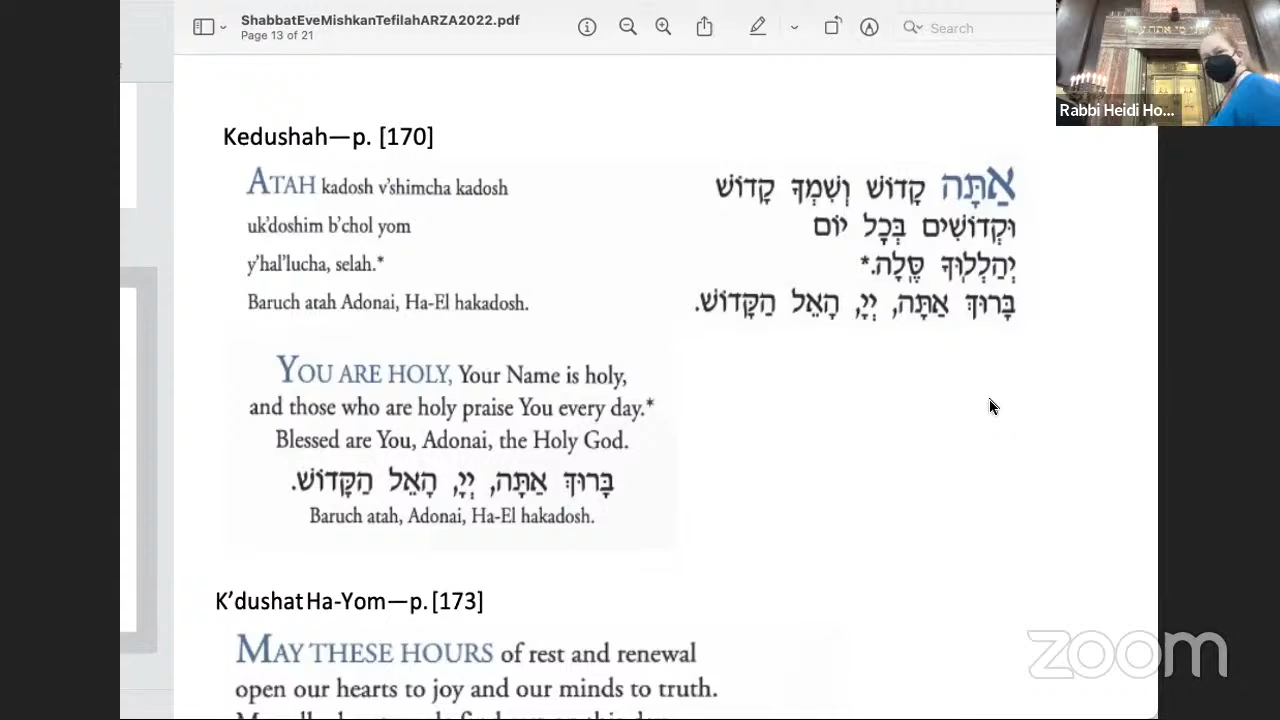 ShabbatEveMishkanTefilahARZA2022.pdf
Page 13 of 21
Search
Rabbi Heidi Ho...
Kedushah—p. [170]
ATAH kadosh v'shimcha kadosh
uk'doshim b'chol yom
y'hal'lucha, selah.*
Baruch atah Adonai, Ha-El hakadosh.
אַתָּה קָדוֹשׁ וְשִׁמְךָ קָדוֹשׁ
וּקְדוֹשִׁים בְּכׇל יוֹם
יְהַלְלְוּךָ סֶּלָה.*
בָּרוּךְ אַתָּה, יְיָ, הָאֵל הַקָּדוֹשׁ.
YOU ARE HOLY, Your Name is holy,
and those who are holy praise You every day.*
Blessed are You, Adonai, the Holy God.
בָּרוּךְ אַתָּה, יְיָ, הָאֵל הַקָּדוֹשׁ.
Baruch atah, Adonai, Ha-El hakadosh.
K'dushat Ha-Yom—p. [173]
MAY THESE HOURS of rest and renewal
open our hearts to joy and our minds to truth.
zoom